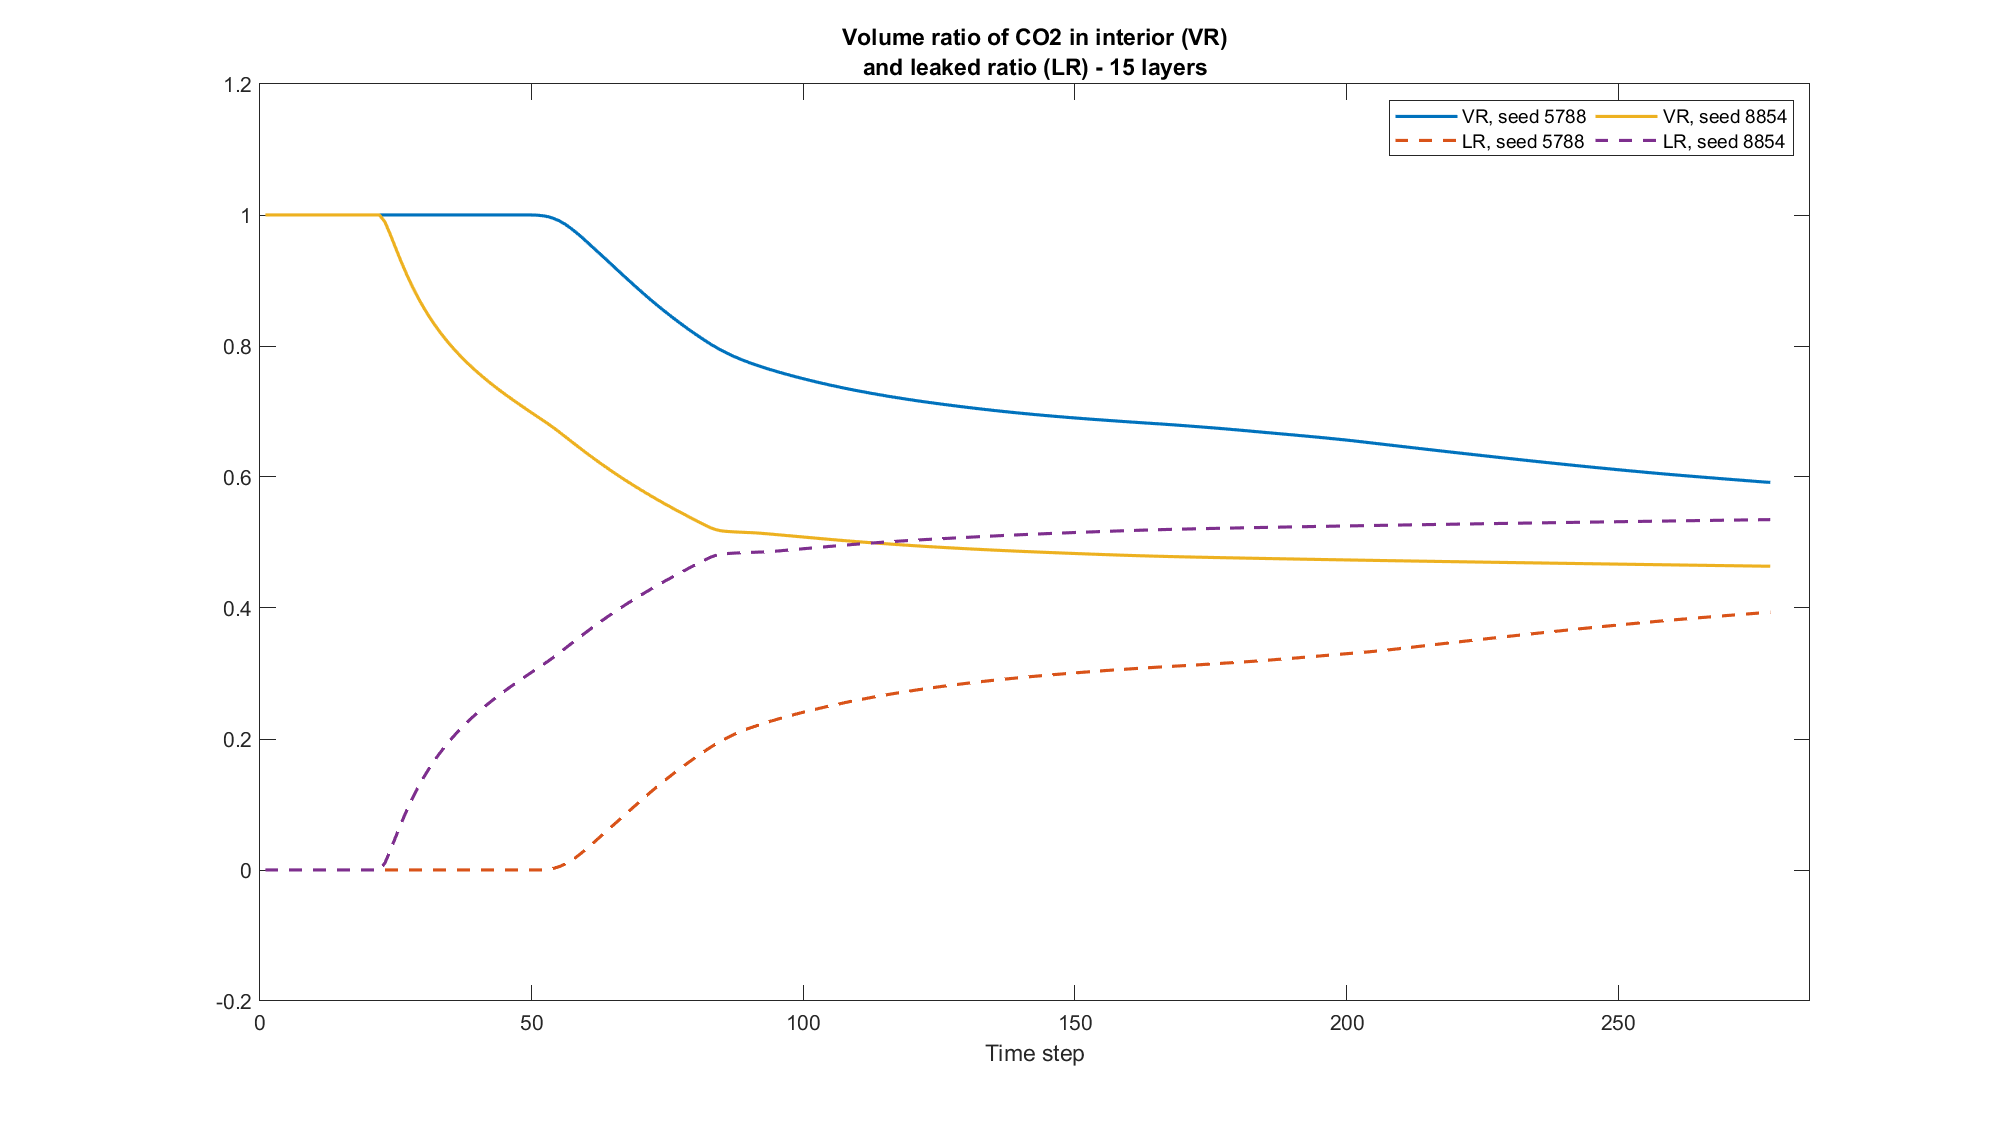 Volume ratio of CO2 in interior (VR)
and leaked ratio (LR) - 15 layers
1.2
1
0.8
0.6
0.4
0.2
0
-0.2
VR, seed 5788
VR, seed 8854
LR, seed 5788
LR, seed 8854
0
50
100
150
200
250
Time step